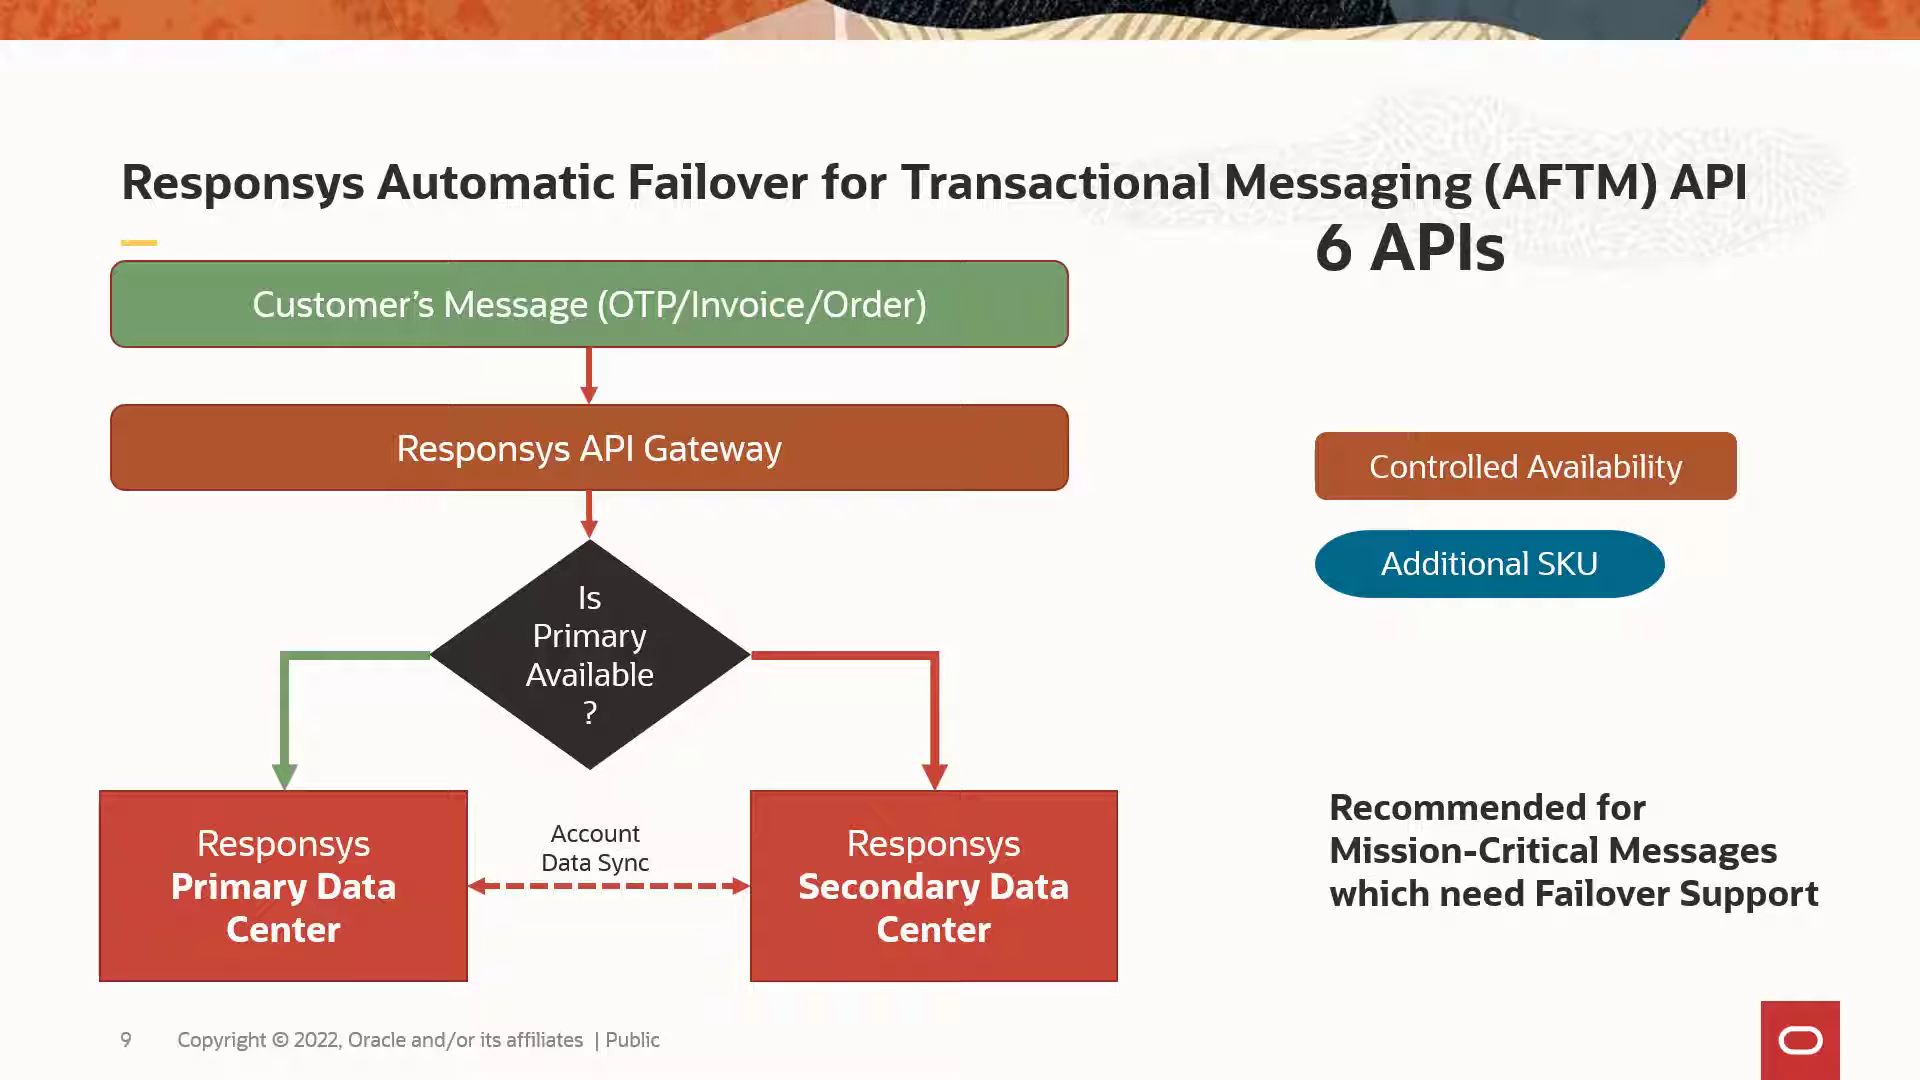 Responsys Automatic Failover for Transactional Messaging (AFTM) API
6 APIs
Customer’s Message (OTP/Invoice/Order)
Responsys API Gateway
Controlled Availability
Additional SKU
Is
Primary
Available
?
Responsys
Primary Data
Center
Account
Data Sync
Responsys
Secondary Data
Center
Recommended for
Mission-Critical Messages
which need Failover Support
9
Copyright © 2022, Oracle and/or its affiliates | Public